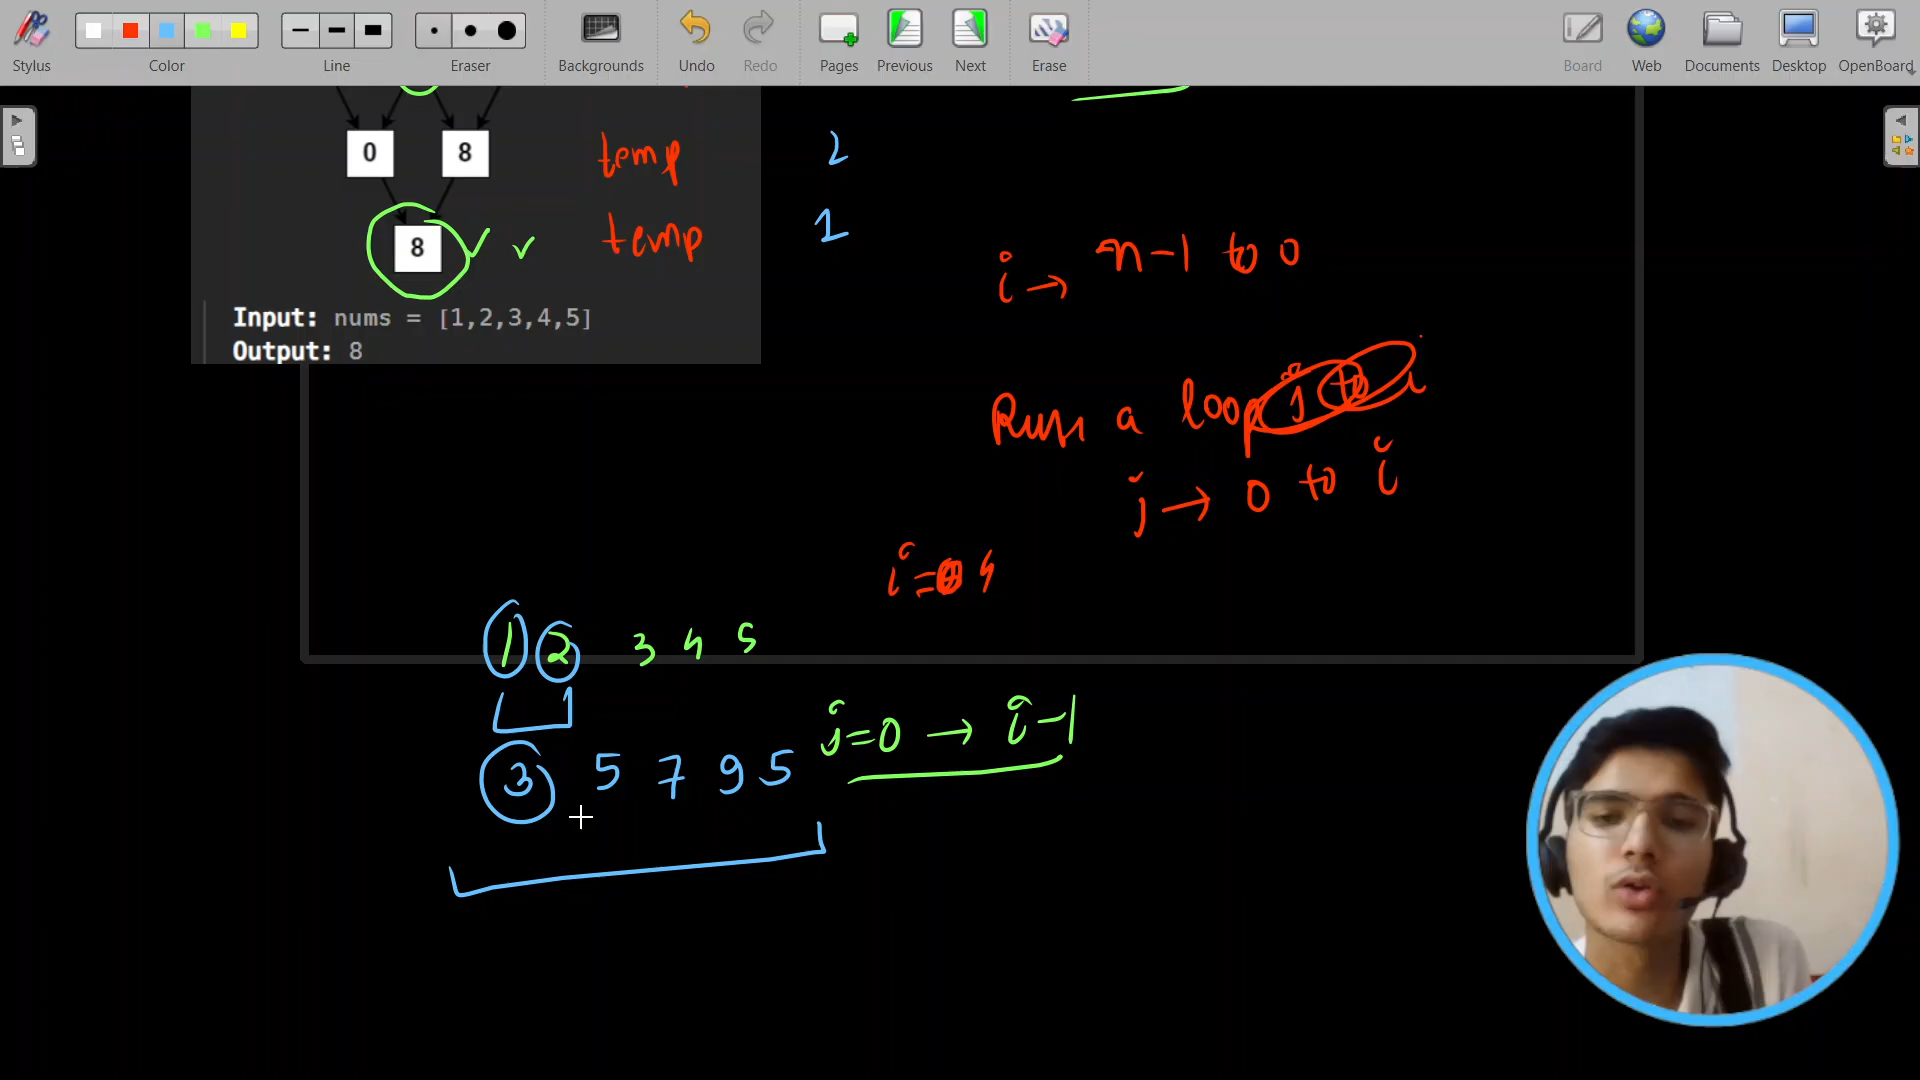 Stylus Color Line Eraser Backgrounds Undo Redo Pages Previous Next Erase Board Web Documents Desktop OpenBoard
0 8 temp 2
8 temp 1
i → n-1 to 0
Input: nums = [1,2,3,4,5]
Output: 8
Run a loop j to i
j → 0 to i
i = 4
1 2 3 4 5
j=0 → i-1
3 5 7 9 5